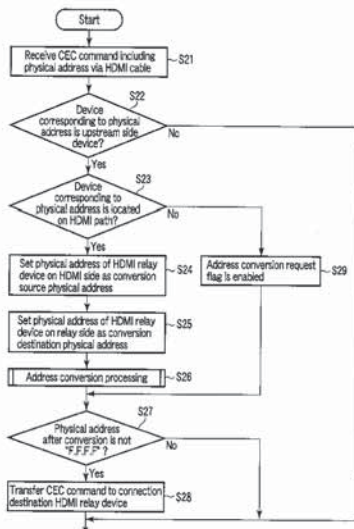 Start
Receive CEC command including
physical address via HDMI cable
S21
S22
Device
corresponding to physical
address is upstream side
device?
No
Yes
S23
Device
corresponding to
physical address is located
on HDMI path?
No
Yes
Set physical address of HDMI relay
device on HDMI side as conversion
source physical address
S24
Address conversion request
flag is enabled
S29
Set physical address of HDMI relay
device on relay side as conversion
destination physical address
S25
Address conversion processing
S26
S27
Physical address
after conversion is not
"F.F.F.F" ?
No
Yes
Transfer CEC command to connection
destination HDMI relay device
S28